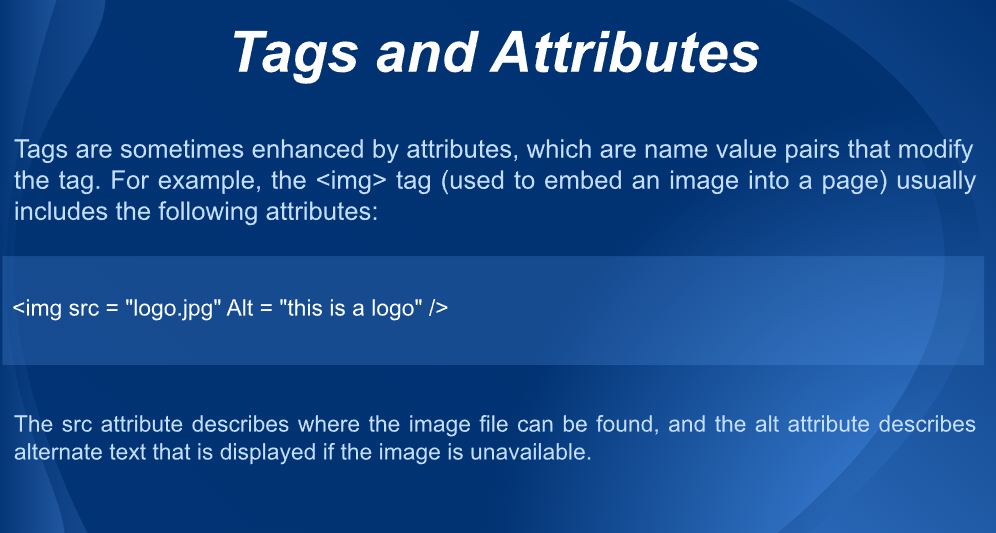 Tags and Attributes
Tags are sometimes enhanced by attributes, which are name value pairs that modify
the tag. For example, the <img> tag (used to embed an image into a page) usually
includes the following attributes:
<img src = "logo.jpg" Alt = "this is a logo" />
The src attribute describes where the image file can be found, and the alt attribute describes
alternate text that is displayed if the image is unavailable.